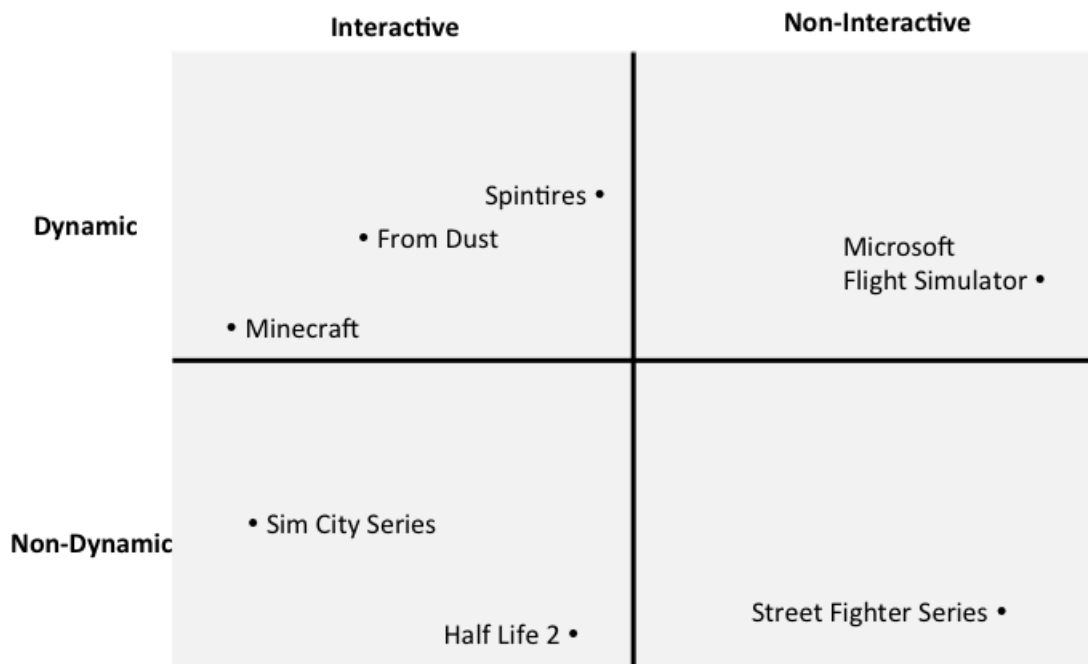 Interactive
Non-Interactive
Spintires
Dynamic
From Dust
Microsoft
Flight Simulator
Minecraft
Sim City Series
Non-Dynamic
Street Fighter Series
Half Life 2